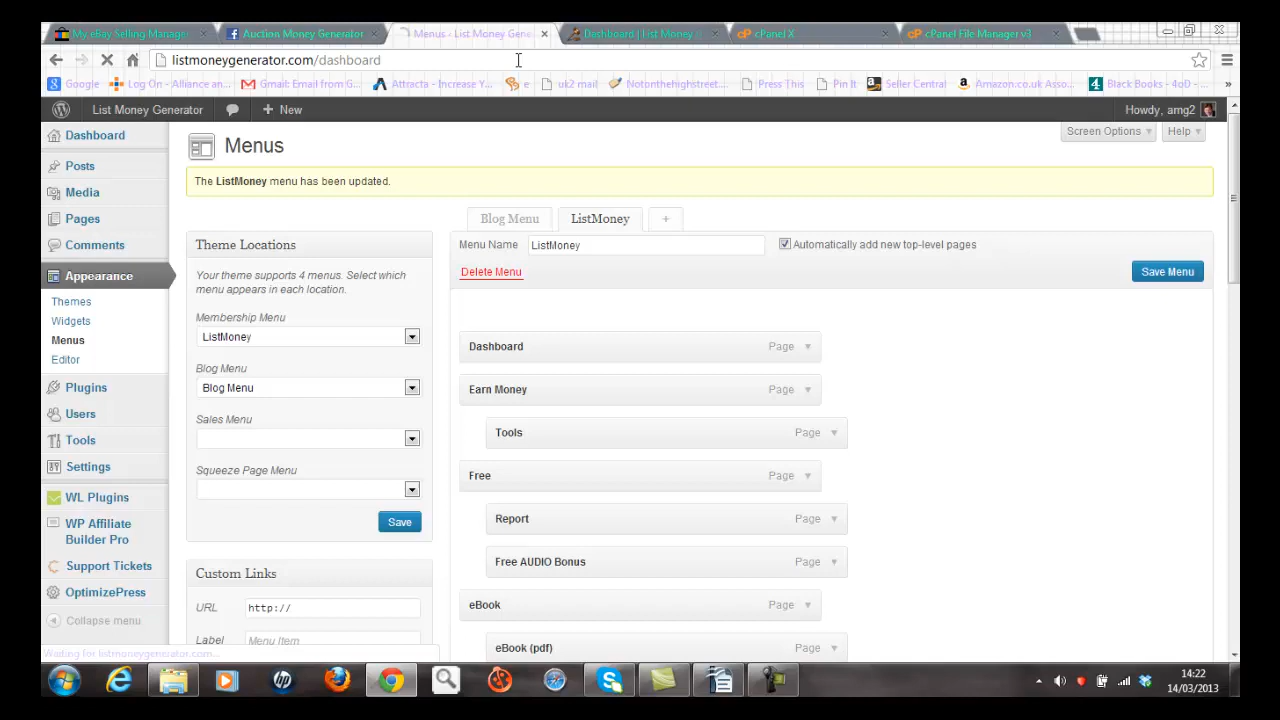 My eBay Selling Manage
Auction Money Generator
Menus - List Money Gene
Dashboard | List Money
cPanel X
cPanel File Manager v3
listmoneygenerator.com/dashboard
Google
Log On - Alliance an...
Gmail: Email from G...
Attracta - Increase Y...
e
uk2 mail
Notonthehighstreet...
Press This
Pin It
Seller Central
Amazon.co.uk Asso...
Black Books - 4oD -...
»
List Money Generator
+ New
Howdy, amg2
Dashboard
Posts
Media
Pages
Comments
Appearance
Themes
Widgets
Menus
Editor
Plugins
Users
Tools
Settings
WL Plugins
WP Affiliate
Builder Pro
Support Tickets
OptimizePress
Collapse menu
Menus
Screen Options
Help
The ListMoney menu has been updated.
Blog Menu
ListMoney
+
Theme Locations
Your theme supports 4 menus. Select which
menu appears in each location.
Membership Menu
ListMoney
Blog Menu
Blog Menu
Sales Menu
Squeeze Page Menu
Save
Custom Links
URL http://
Label Menu Item
Menu Name ListMoney
Automatically add new top-level pages
Delete Menu
Save Menu
Dashboard Page
Earn Money Page
Tools Page
Free Page
Report Page
Free AUDIO Bonus Page
eBook Page
eBook (pdf) Page
Waiting for listmoneygenerator.com...
14:22
14/03/2013